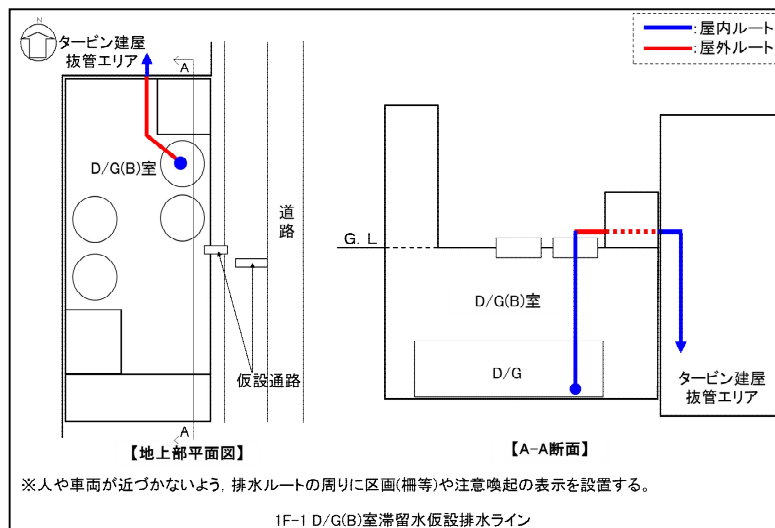 N
タービン建屋
抜管エリア
A
:屋内ルート
:屋外ルート
D/G(B)室
道
路
仮設通路
A
【地上部平面図】
G. L
D/G(B)室
D/G
タービン建屋
抜管エリア
【A-A断面】
※人や車両が近づかないよう, 排水ルートの周りに区画(柵等)や注意喚起の表示を設置する。
1F-1 D/G(B)室滞留水仮設排水ライン